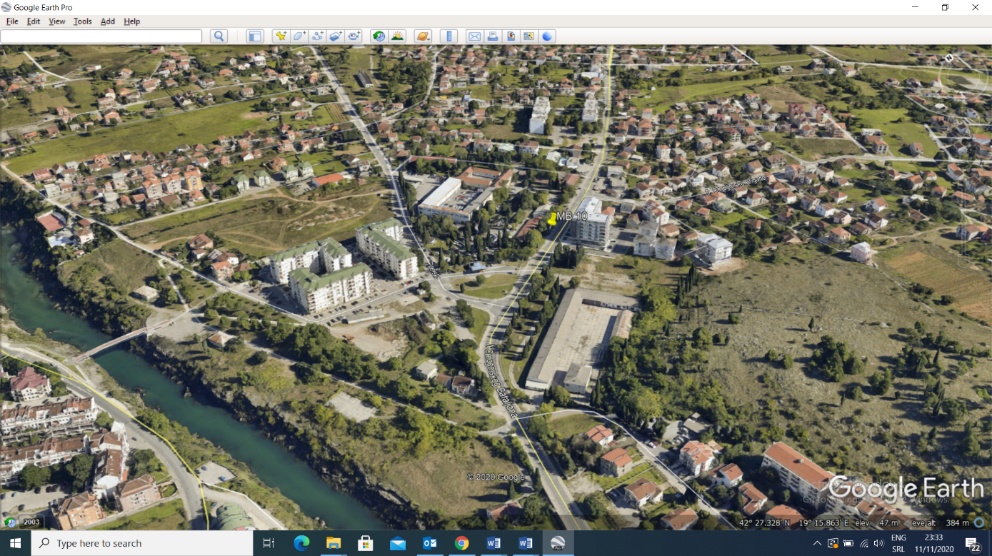 Google Earth Pro
File Edit View Tools Add Help
MB 10
© 2020 Google
Google Earth
2003
42° 27.328 N 19° 15.863 E elev 47 m eye alt 384 m
Type here to search
ENG
SRL
23:33
11/11/2020
22